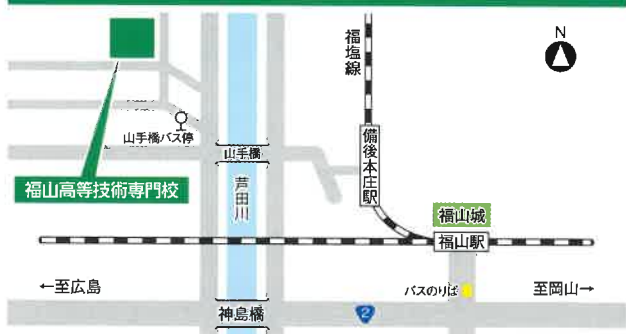 N
福塩線
山手橋バス停
山手橋
備後本庄駅
福山高等技術専門校
芦田川
福山城
福山駅
←至広島
バスのりば
至岡山→
神島橋
2